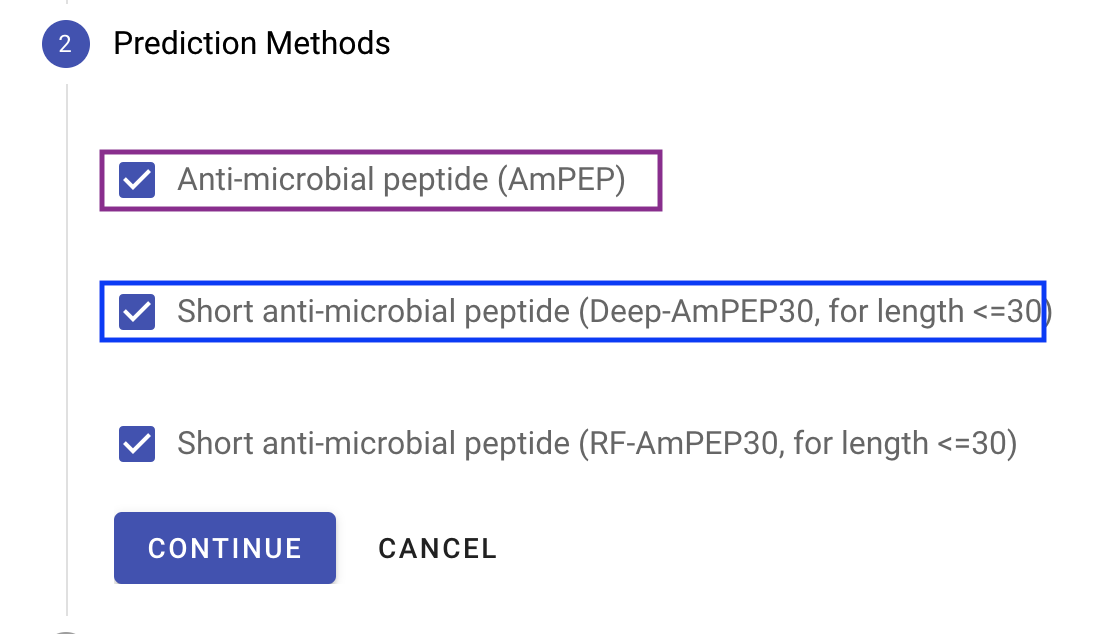 2 Prediction Methods
Anti-microbial peptide (AmPEP)
Short anti-microbial peptide (Deep-AmPEP30, for length <=30)
Short anti-microbial peptide (RF-AmPEP30, for length <=30)
CONTINUE CANCEL